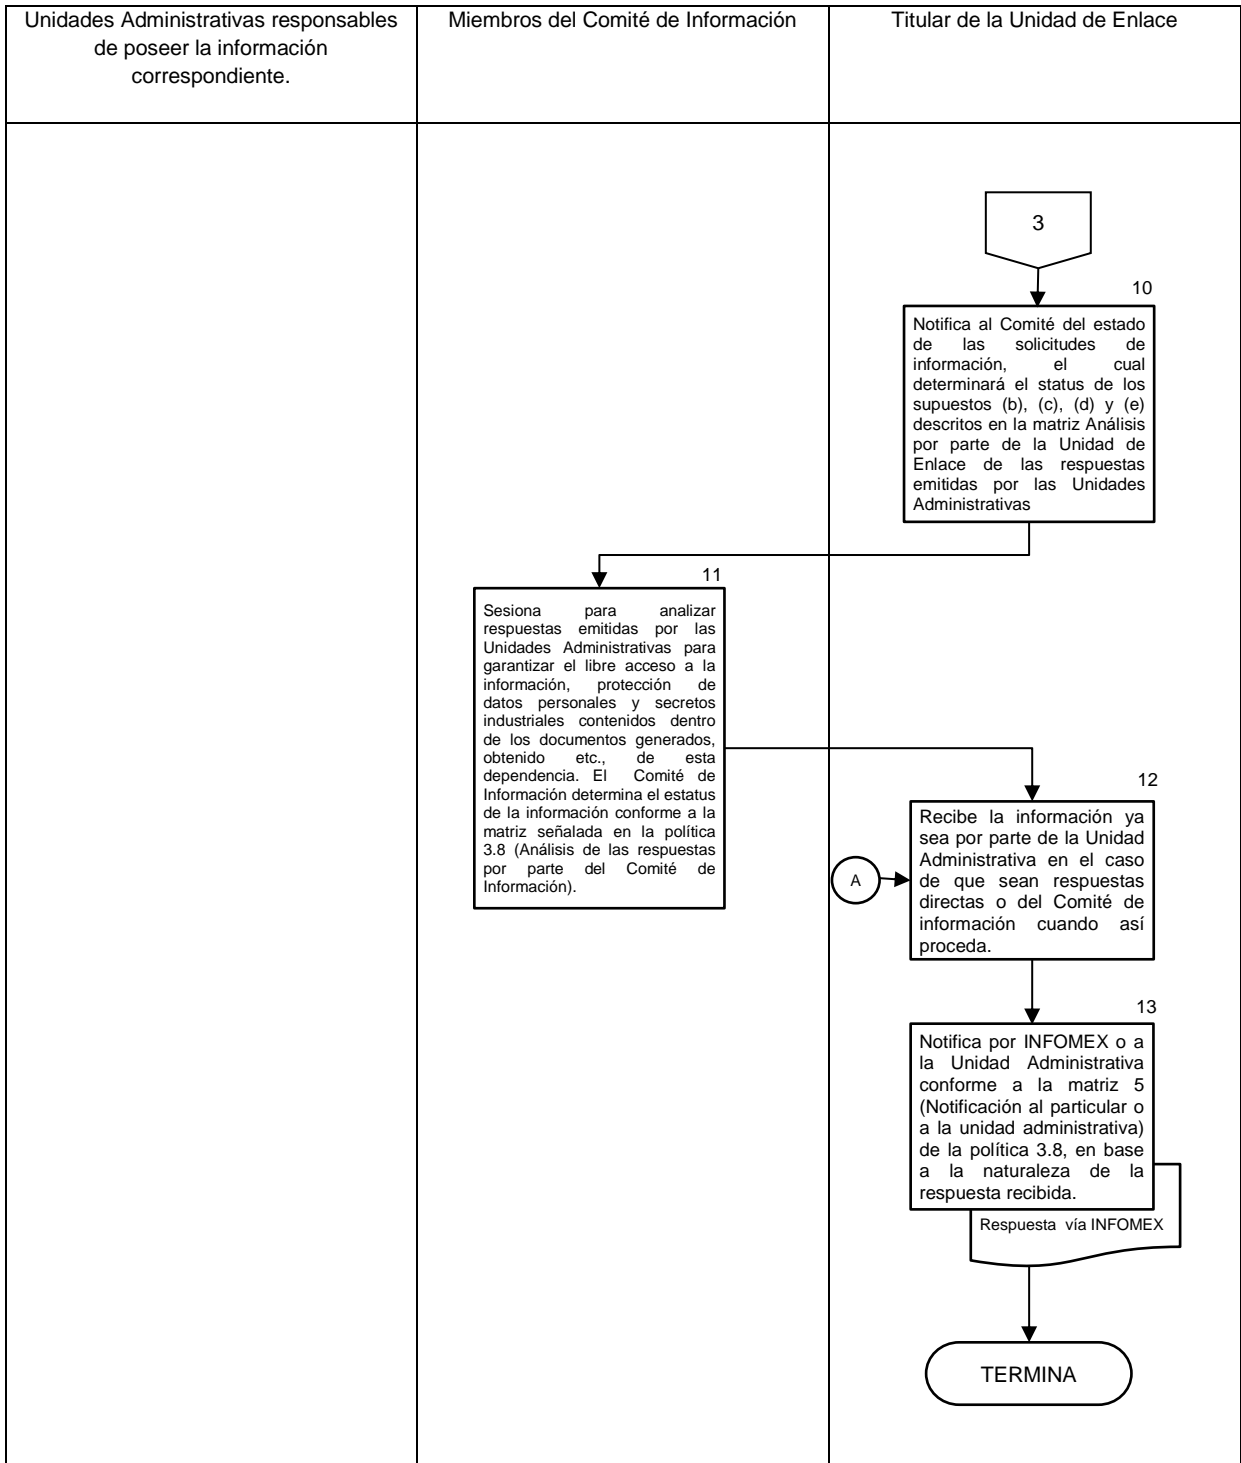 Unidades Administrativas responsables
de poseer la información
correspondiente.
Miembros del Comité de Información
Titular de la Unidad de Enlace
3
10
Notifica al Comité del estado
de las solicitudes de
información, el cual
determinará el status de los
supuestos (b), (c), (d) y (e)
descritos en la matriz Análisis
por parte de la Unidad de
Enlace de las respuestas
emitidas por las Unidades
Administrativas
11
Sesiona para analizar
respuestas emitidas por las
Unidades Administrativas para
garantizar el libre acceso a la
información, protección de
datos personales y secretos
industriales contenidos dentro
de los documentos generados,
obtenido etc., de esta
dependencia. El Comité de
Información determina el estatus
de la información conforme a la
matriz señalada en la política
3.8 (Análisis de las respuestas
por parte del Comité de
Información).
12
Recibe la información ya
sea por parte de la Unidad
Administrativa en el caso
de que sean respuestas
directas o del Comité de
información cuando así
proceda.
A
13
Notifica por INFOMEX o a
la Unidad Administrativa
conforme a la matriz 5
(Notificación al particular o
a la unidad administrativa)
de la política 3.8, en base
a la naturaleza de la
respuesta recibida.
Respuesta vía INFOMEX
TERMINA